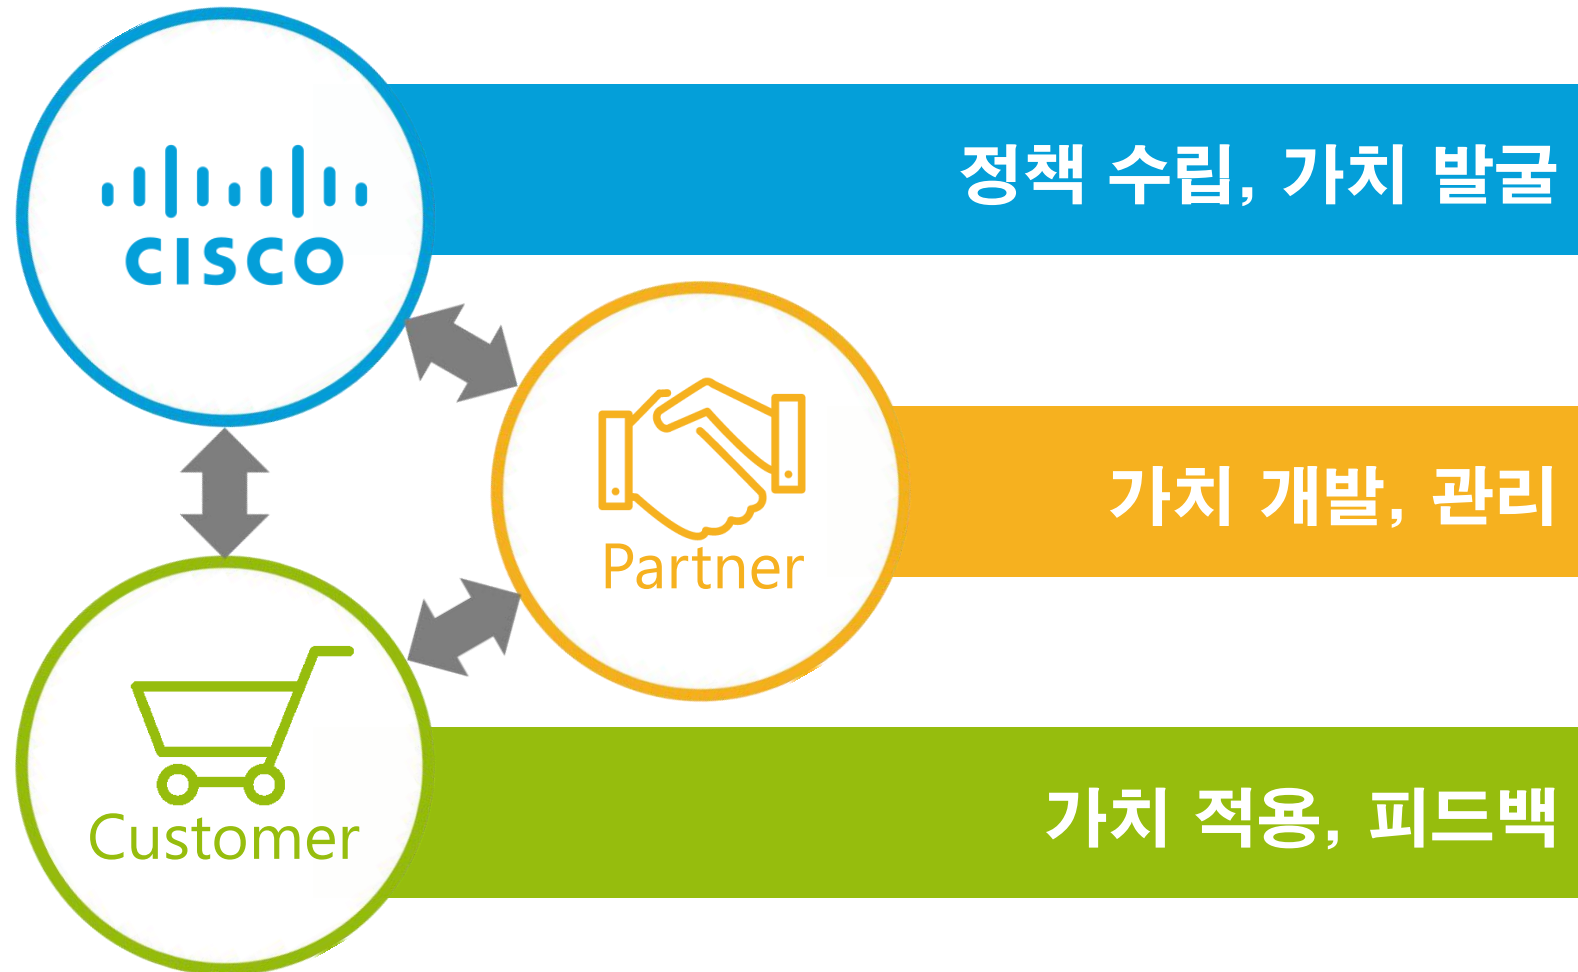 CISCO
정책 수립, 가치 발굴
Partner
가치 개발, 관리
Customer
가치 적용, 피드백